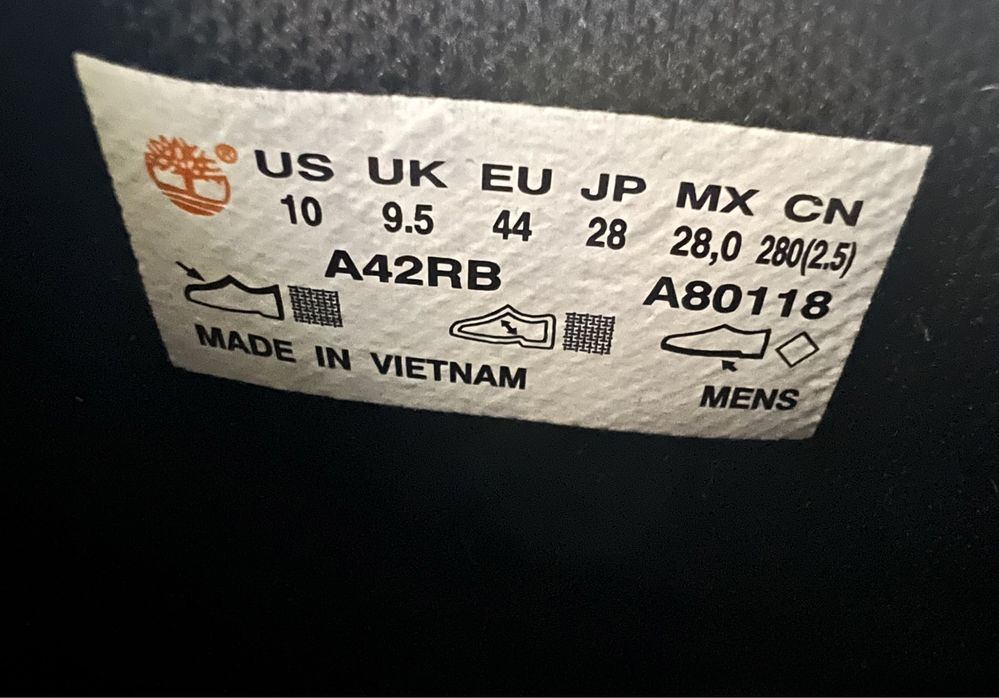 US UK EU JP MX CN
10 9.5 44 28 28,0 280(2.5)
A42RB A80118
MADE IN VIETNAM
MENS